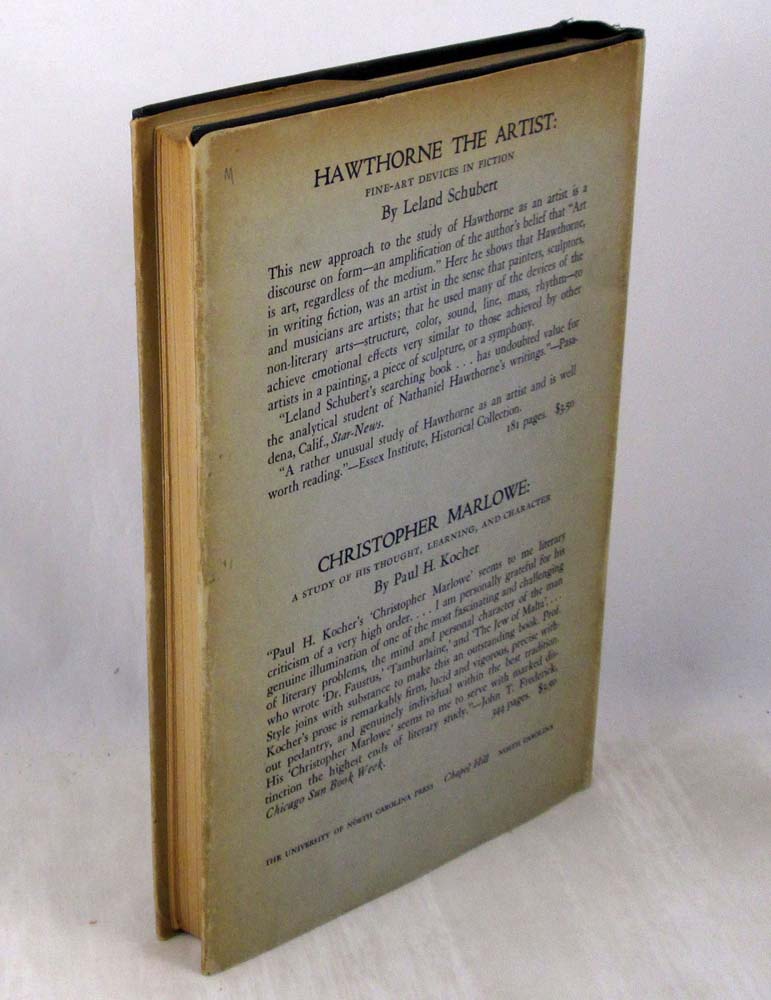 M
HAWTHORNE THE ARTIST:
FINE-ART DEVICES IN FICTION
By Leland Schubert
This new approach to the study of Hawthorne as an artist is a
discourse on form—an amplification of the author's belief that "Art
is art, regardless of the medium." Here he shows that Hawthorne,
in writing fiction, was an artist in the sense that painters, sculptors,
and musicians are artists; that he used many of the devices of the
non-literary arts—structure, color, sound, line, mass, rhythm—to
achieve emotional effects very similar to those achieved by other
artists in a painting, a piece of sculpture, or a symphony.
"Leland Schubert's searching book . . . has undoubted value for
the analytical student of Nathaniel Hawthorne's writings."—Pasa-
dena, Calif., Star-News.
"A rather unusual study of Hawthorne as an artist and is well
worth reading."—Essex Institute, Historical Collection.
181 pages. $3.50
CHRISTOPHER MARLOWE:
A STUDY OF HIS THOUGHT, LEARNING, AND CHARACTER
By Paul H. Kocher
"Paul H. Kocher's 'Christopher Marlowe' seems to me literary
criticism of a very high order. . . . I am personally grateful for his
genuine illumination of one of the most fascinating and challenging
of literary problems, the mind and personal character of the man
who wrote 'Dr. Faustus,' 'Tamburlaine,' and 'The Jew of Malta'. . .
Style joins with substance to make this an outstanding book. Prof.
Kocher's prose is remarkably firm, lucid and vigorous, precise with-
out pedantry, and genuinely individual within the best tradition.
His 'Christopher Marlowe' seems to me to serve with marked dis-
tinction the highest ends of literary study."—John T. Frederick,
Chicago Sun Book Week.
344 pages.
THE UNIVERSITY OF NORTH CAROLINA PRESS Chapel Hill NORTH CAROLINA